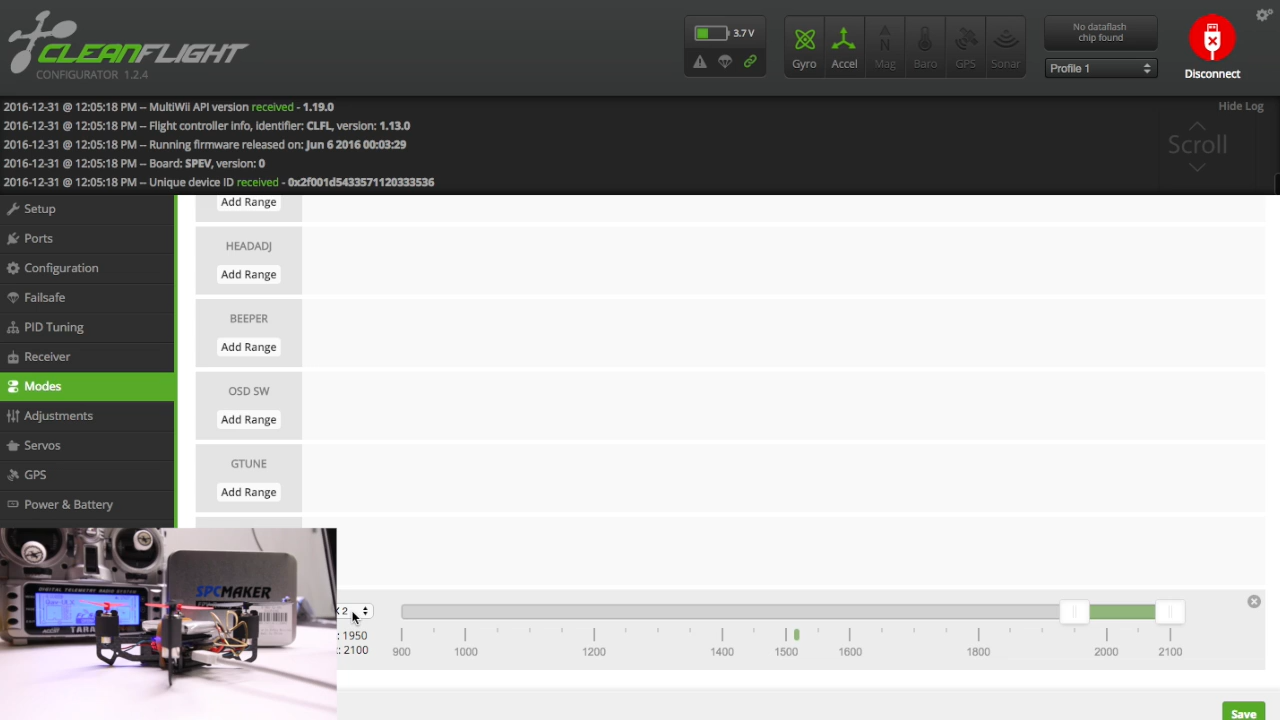 CLEANFLIGHT
CONFIGURATOR 1.2.4
3.7 V
Gyro
Accel
Mag
Baro
GPS
Sonar
No dataflash
chip found
Profile 1
Disconnect
2016-12-31 @ 12:05:18 PM -- MultiWii API version received - 1.19.0
Hide Log
2016-12-31 @ 12:05:18 PM -- Flight controller info, identifier: CLFL, version: 1.13.0
2016-12-31 @ 12:05:18 PM -- Running firmware released on: Jun 6 2016 00:03:29
Scroll
2016-12-31 @ 12:05:18 PM -- Board: SPEV, version: 0
2016-12-31 @ 12:05:18 PM -- Unique device ID received - 0x2f001d5433571120333536
Setup
Ports
Configuration
Failsafe
PID Tuning
Receiver
Modes
Adjustments
Servos
GPS
Power & Battery
Add Range
HEADADJ
Add Range
BEEPER
Add Range
OSD SW
Add Range
GTUNE
Add Range
X 2
: 1950
: 2100
900
1000
1200
1400
1500
1600
1800
2000
2100
Save
DIGITAL TELEMETRY RADIO SYSTEM
SPCMAKER